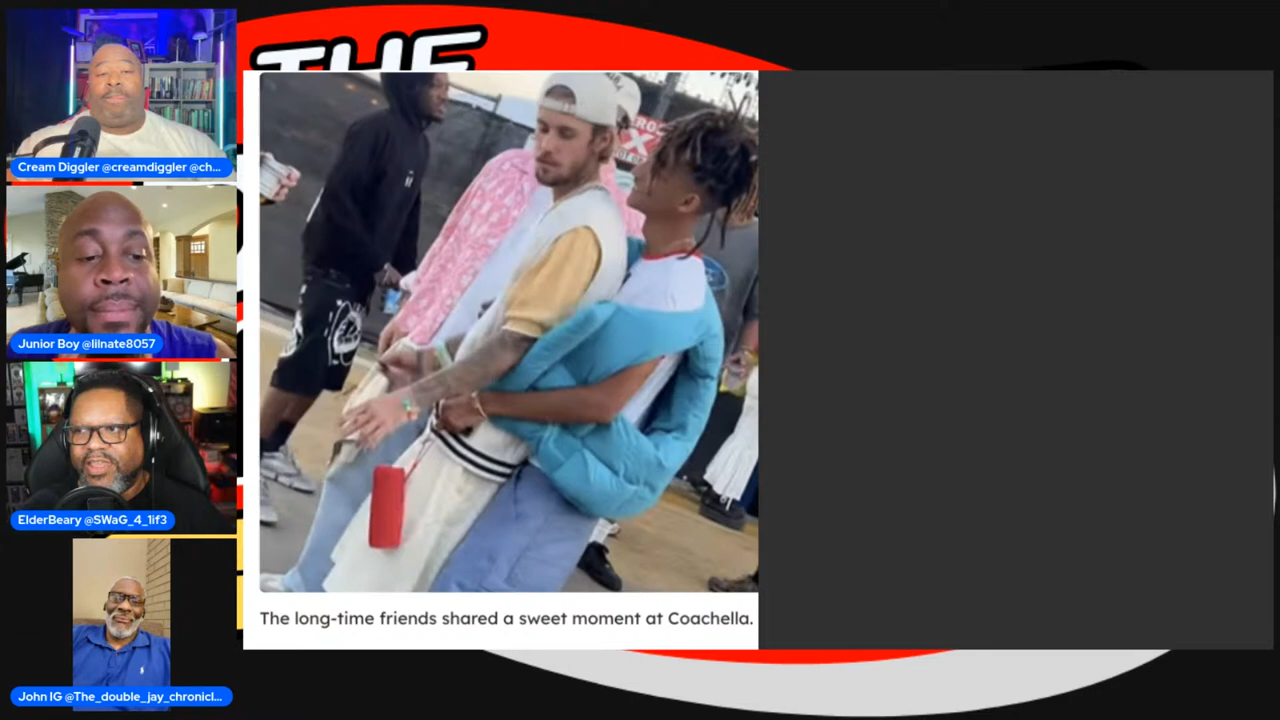 THE
Cream Diggler @creamdiggler @ch...
Junior Boy @lilnate8057
ElderBeary @SWaG_4_1if3
John IG @The_double_jay_chronicl...
X
The long-time friends shared a sweet moment at Coachella.